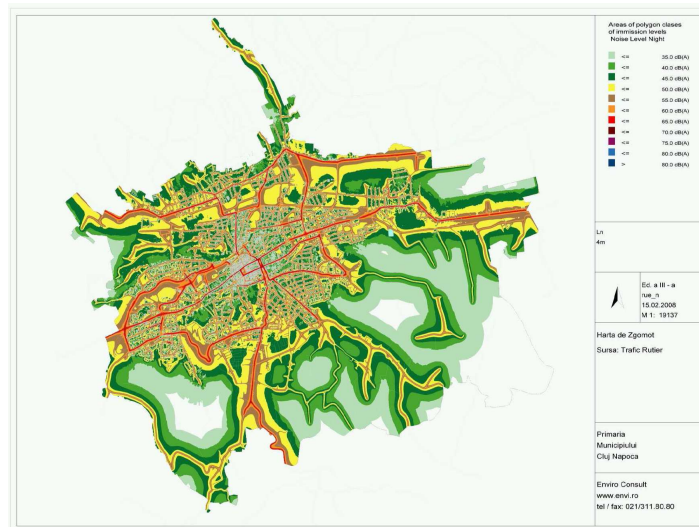 Areas of polygon clases
of immission levels
Noise Level Night
<= 35.0 dB(A)
<= 40.0 dB(A)
<= 45.0 dB(A)
<= 50.0 dB(A)
<= 55.0 dB(A)
<= 60.0 dB(A)
<= 65.0 dB(A)
<= 70.0 dB(A)
<= 75.0 dB(A)
<= 80.0 dB(A)
> 80.0 dB(A)
Ln
4m
Ed. a III - a
rue_n
15.02.2008
M 1: 19137
Harta de Zgomot
Sursa: Trafic Rutier
Primaria
Municipiului
Cluj Napoca
Enviro Consult
www.envi.ro
tel / fax: 021/311.80.80